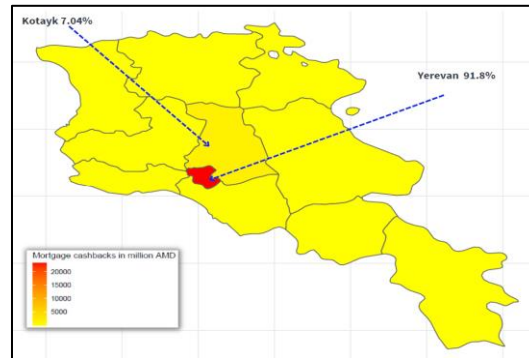 Kotayk 7.04%
Yerevan 91.8%
Mortgage cashbacks in million AMD
20000
15000
10000
5000